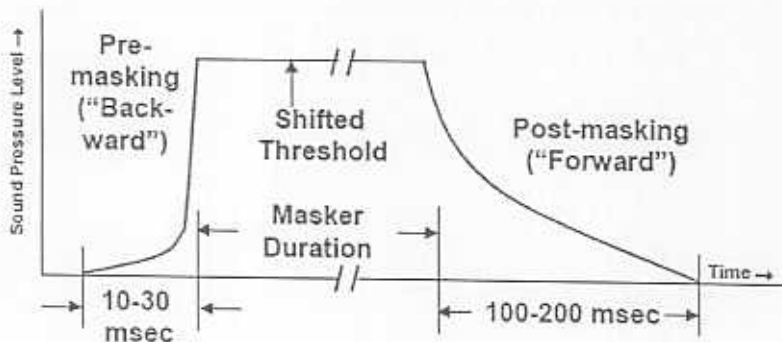 Sound Pressure Level →
Pre-
masking
("Back-
ward")
Shifted
Threshold
Post-masking
("Forward")
Masker
Duration
Time →
10-30
msec
100-200 msec